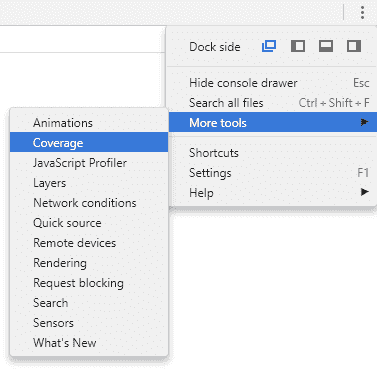 Dock side
Hide console drawer Esc
Search all files Ctrl + Shift + F
More tools
Shortcuts
Settings F1
Help
Animations
Coverage
JavaScript Profiler
Layers
Network conditions
Quick source
Remote devices
Rendering
Request blocking
Search
Sensors
What's New